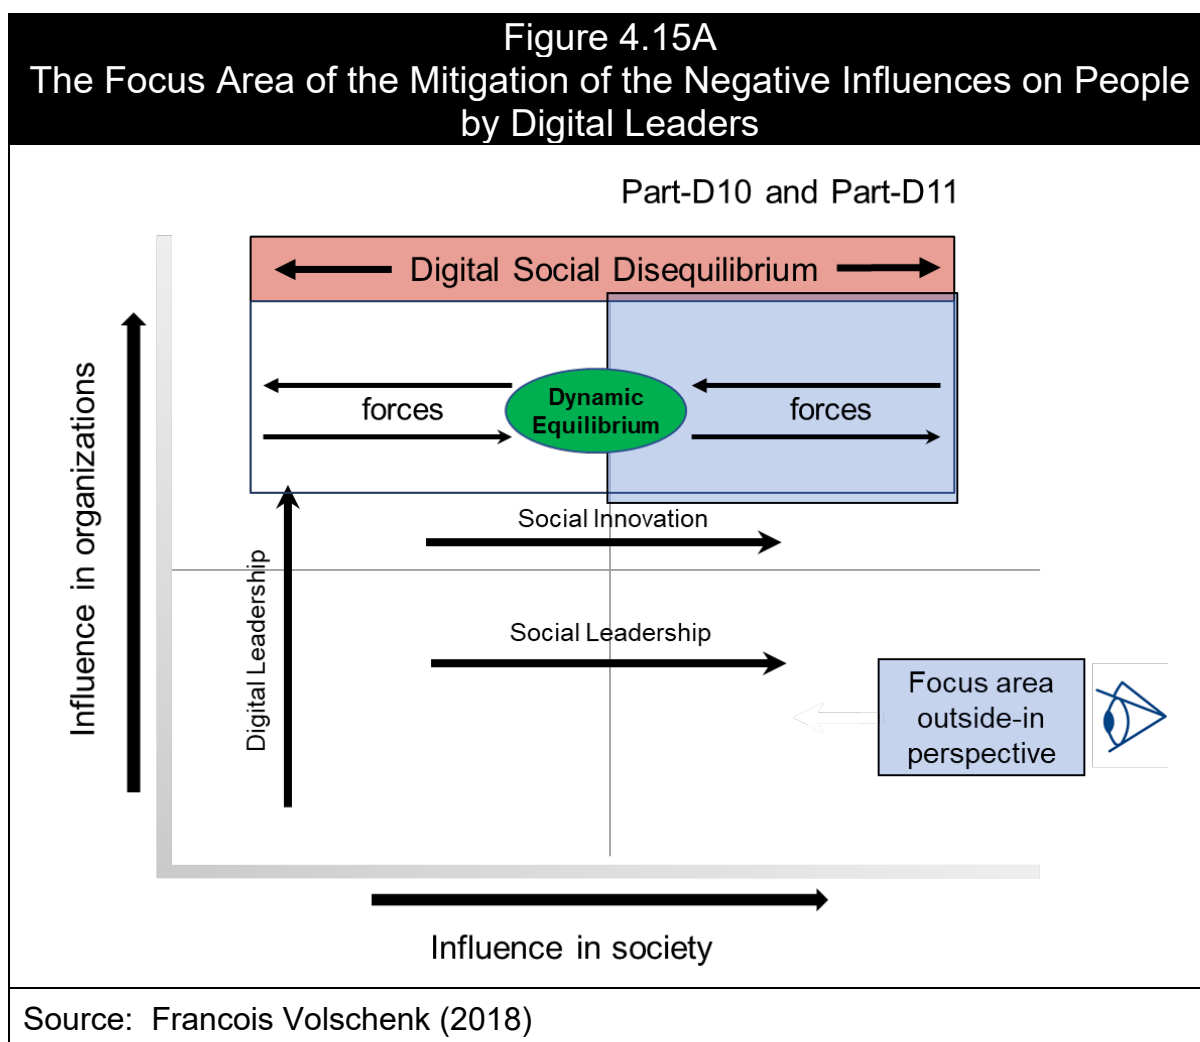 Figure 4.15A
The Focus Area of the Mitigation of the Negative Influences on People
by Digital Leaders
Part-D10 and Part-D11
Digital Social Disequilibrium
forces
Dynamic
Equilibrium
forces
Influence in organizations
Social Innovation
Digital Leadership
Social Leadership
Focus area
outside-in
perspective
Influence in society
Source: Francois Volschenk (2018)